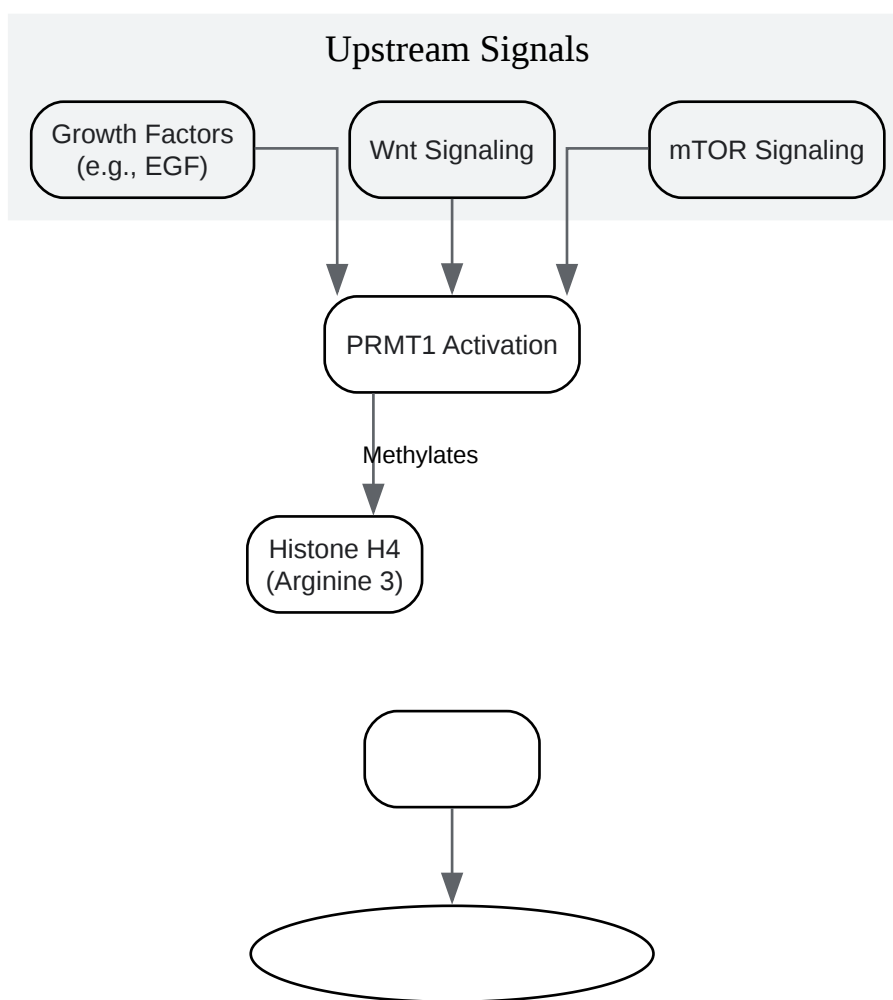 Upstream Signals
Growth Factors
(e.g., EGF)
Wnt Signaling
mTOR Signaling
PRMT1 Activation
Methylates
Histone H4
(Arginine 3)